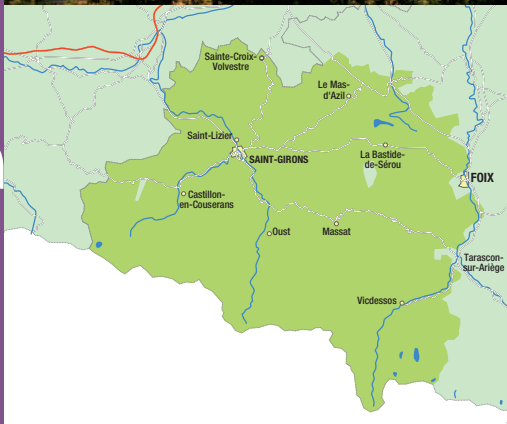 Sainte-Croix-
Volvestre
Le Mas-
d'Azil
Saint-Lizier
SAINT-GIRONS
La Bastide-
de-Sérou
FOIX
Castillon-
en-Couserans
Oust
Massat
Tarascon-
sur-Ariège
Vicdessos